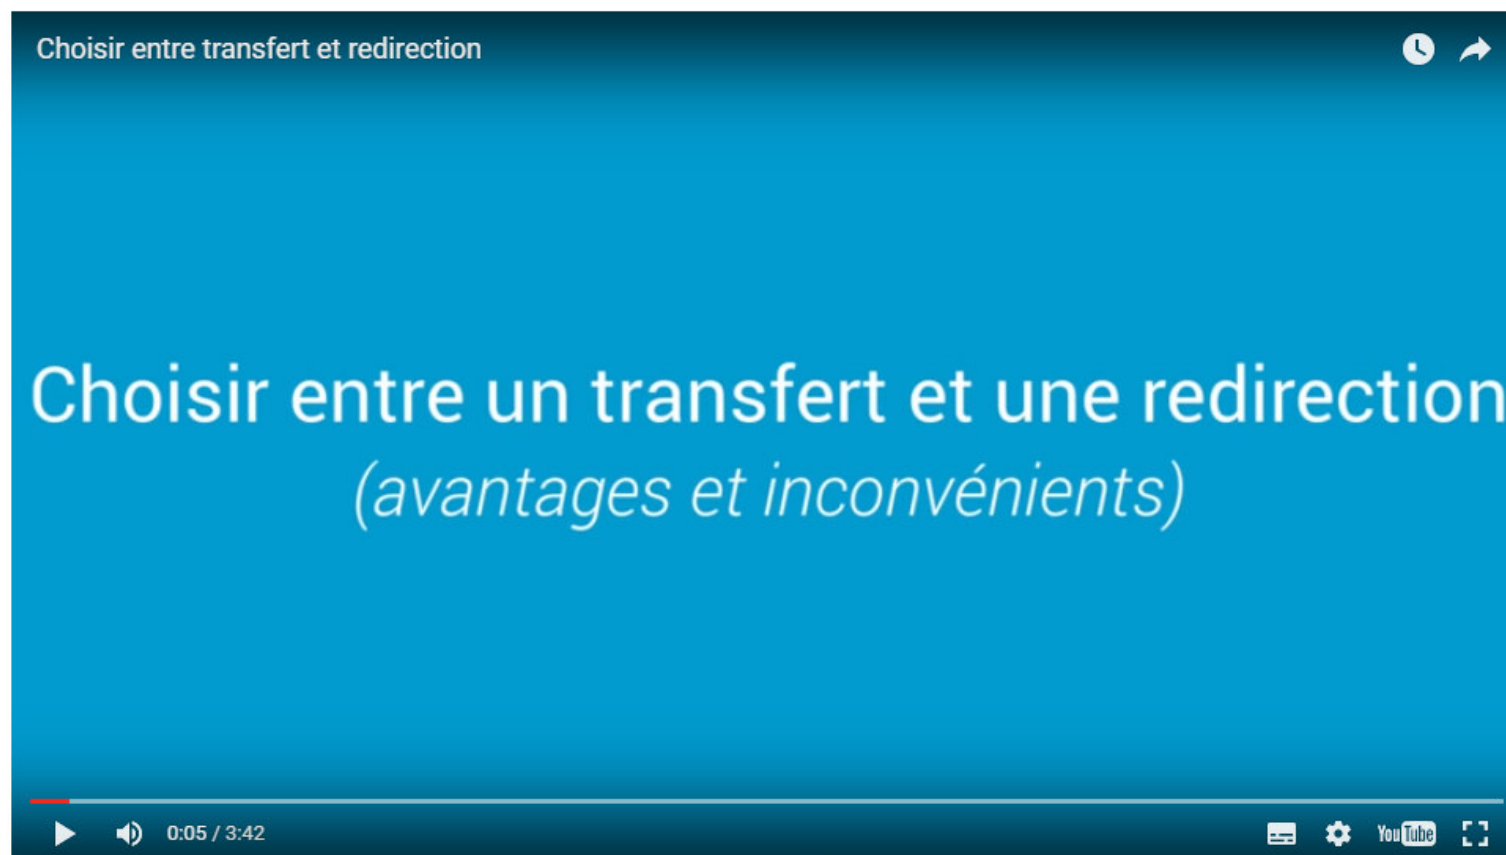 Choisir entre transfert et redirection
Choisir entre un transfert et une redirection
(avantages et inconvénients)
0:05 / 3:42
YouTube